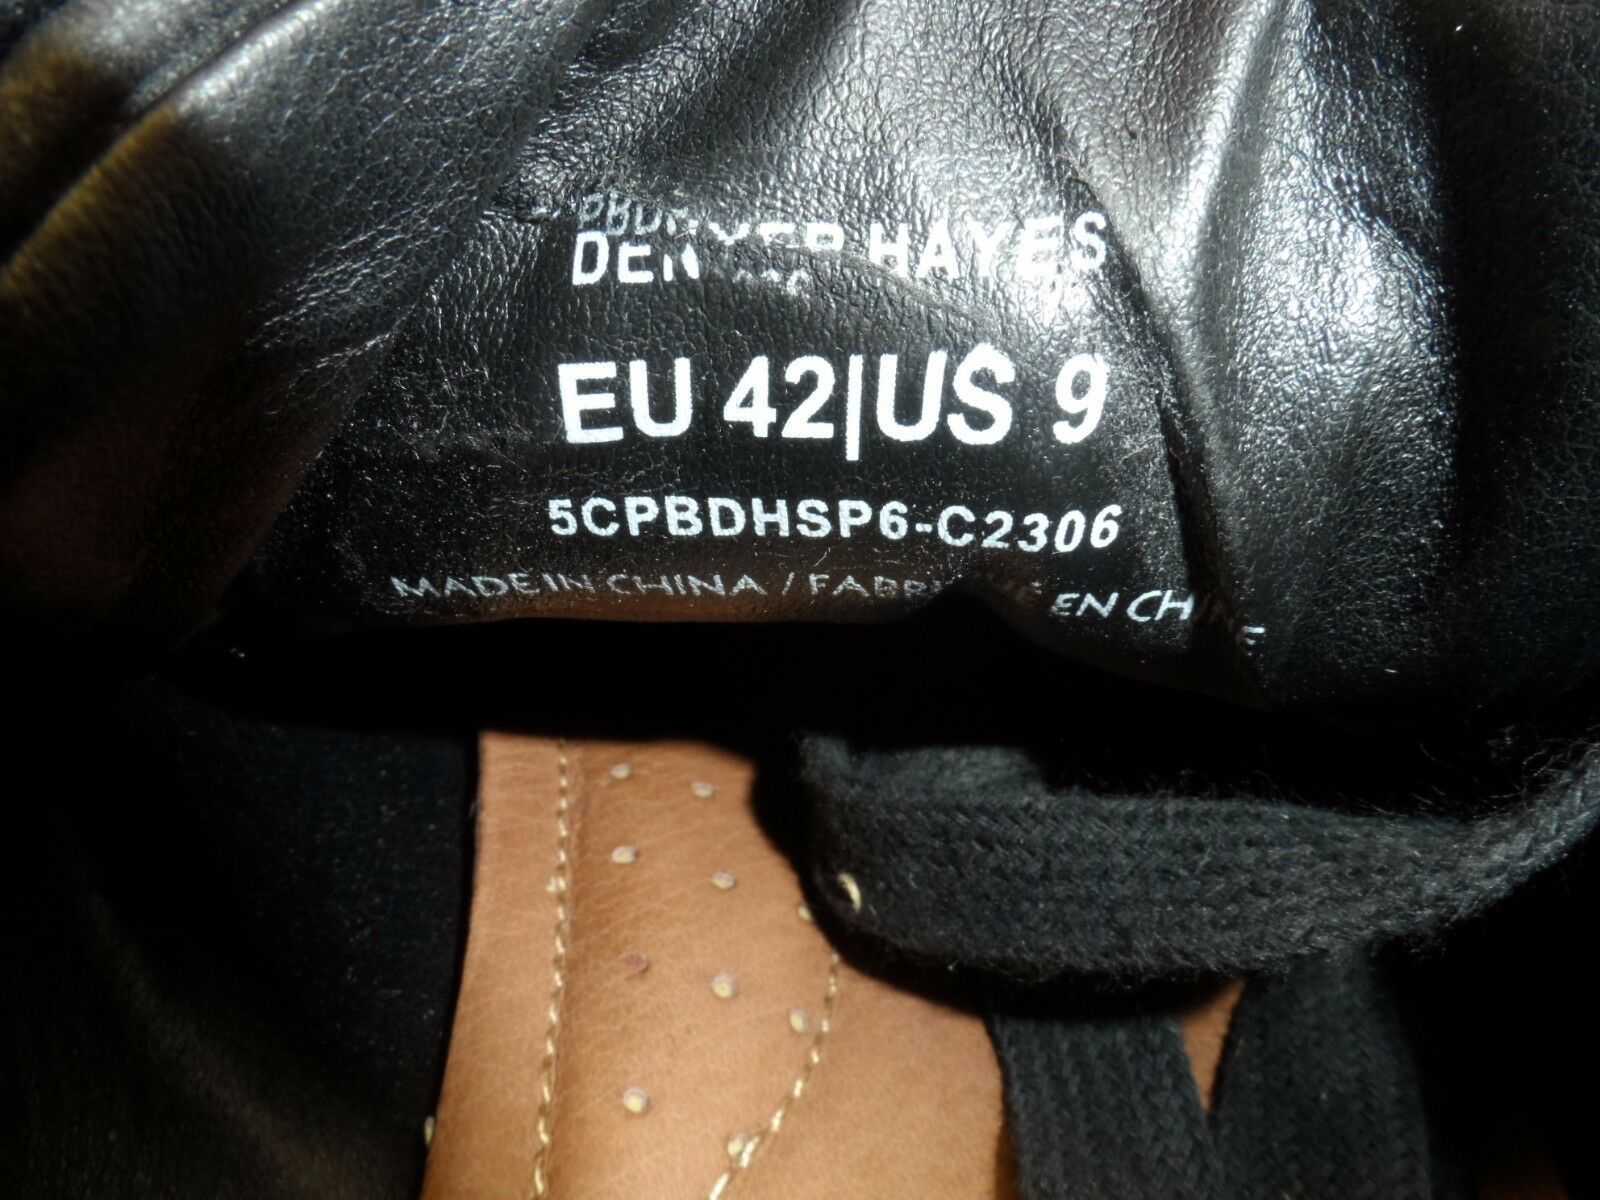 DENVER HAYES
EU 42|US 9
5CPBDHSP6-C2306
MADE IN CHINA / FABRIQUÉ EN CHINE